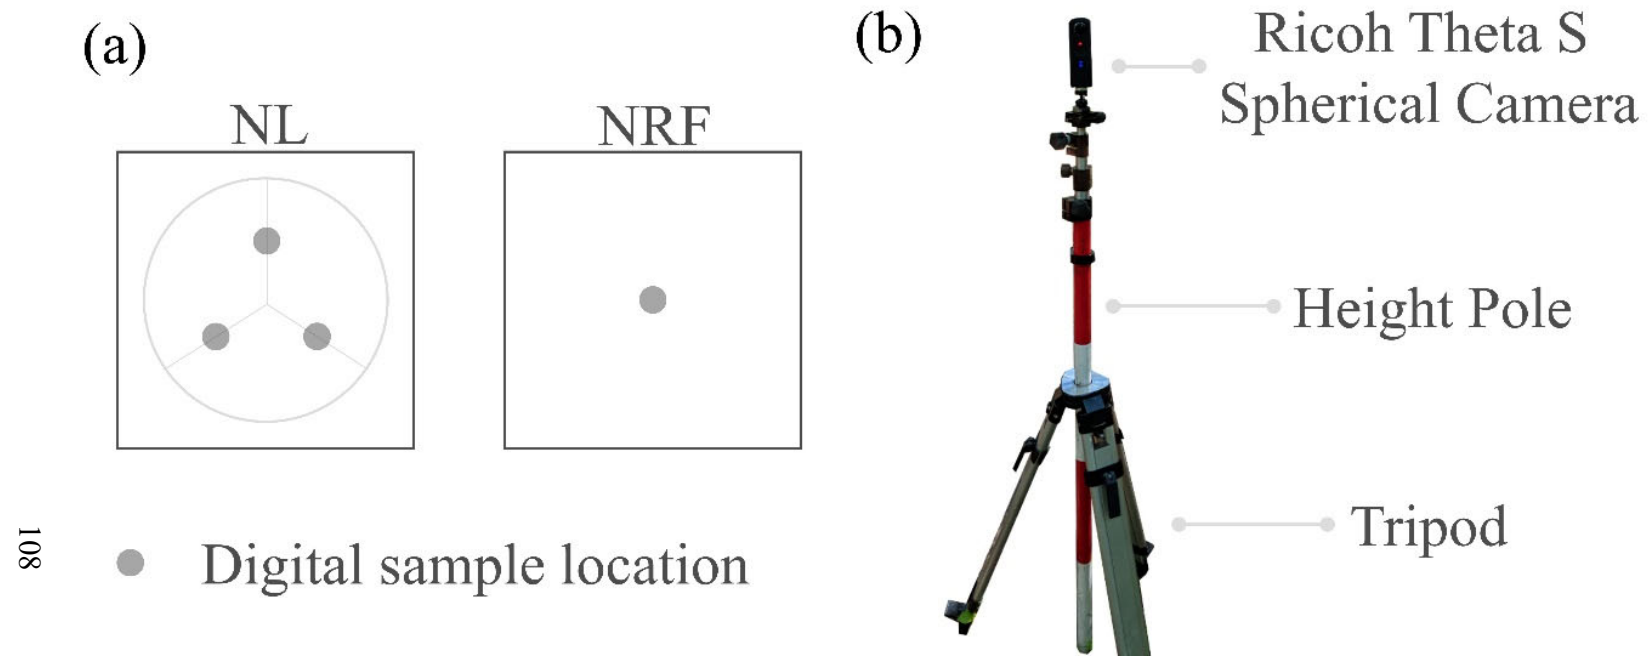 (a)
NL
NRF
Digital sample location
108
(b)
Ricoh Theta S
Spherical Camera
Height Pole
Tripod